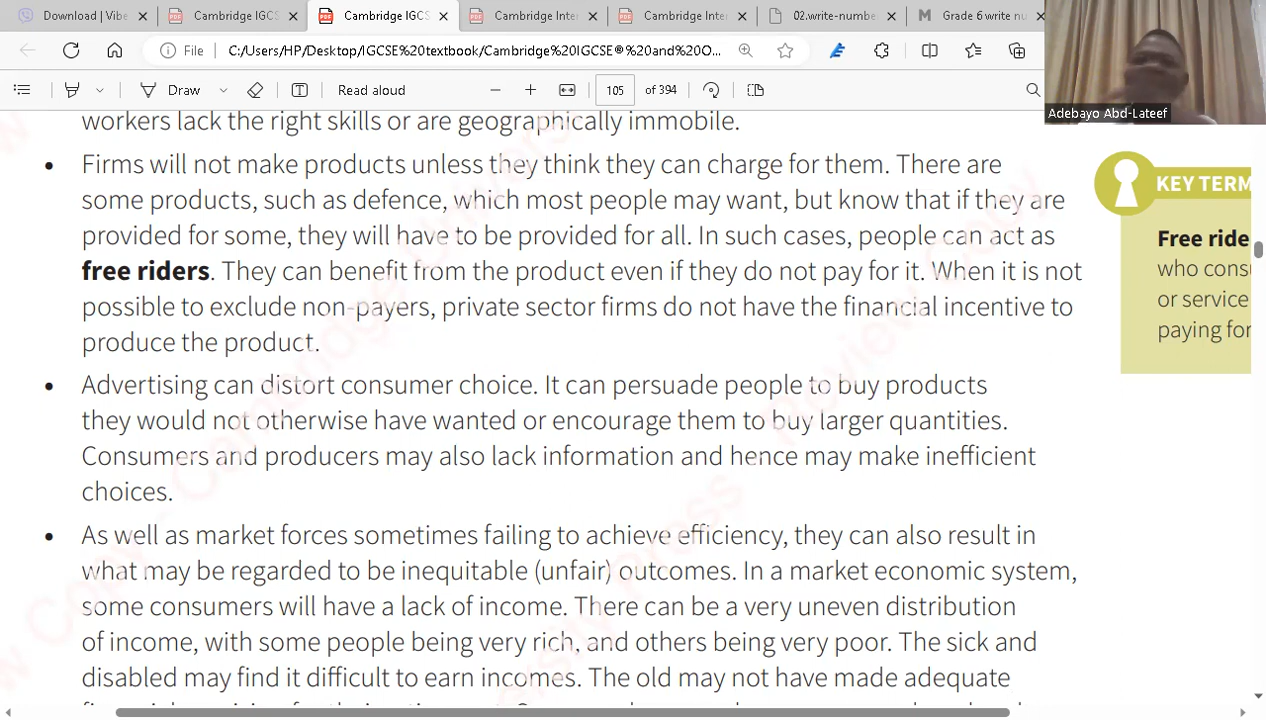 Download | Vibe
Cambridge IGCS
Cambridge IGCS
Cambridge Inter
Cambridge Inter
02.write-number
Grade 6 write nu
File
C:/Users/HP/Desktop/IGCSE%20textbook/Cambridge%20IGCSE®%20and%20O...
Draw
Read aloud
105 of 394
Adebayo Abd-Lateef
workers lack the right skills or are geographically immobile.
• Firms will not make products unless they think they can charge for them. There are
some products, such as defence, which most people may want, but know that if they are
provided for some, they will have to be provided for all. In such cases, people can act as
free riders. They can benefit from the product even if they do not pay for it. When it is not
possible to exclude non-payers, private sector firms do not have the financial incentive to
produce the product.
• Advertising can distort consumer choice. It can persuade people to buy products
they would not otherwise have wanted or encourage them to buy larger quantities.
Consumers and producers may also lack information and hence may make inefficient
choices.
• As well as market forces sometimes failing to achieve efficiency, they can also result in
what may be regarded to be inequitable (unfair) outcomes. In a market economic system,
some consumers will have a lack of income. There can be a very uneven distribution
of income, with some people being very rich, and others being very poor. The sick and
disabled may find it difficult to earn incomes. The old may not have made adequate
KEY TERM
Free ride
who cons
or service
paying for